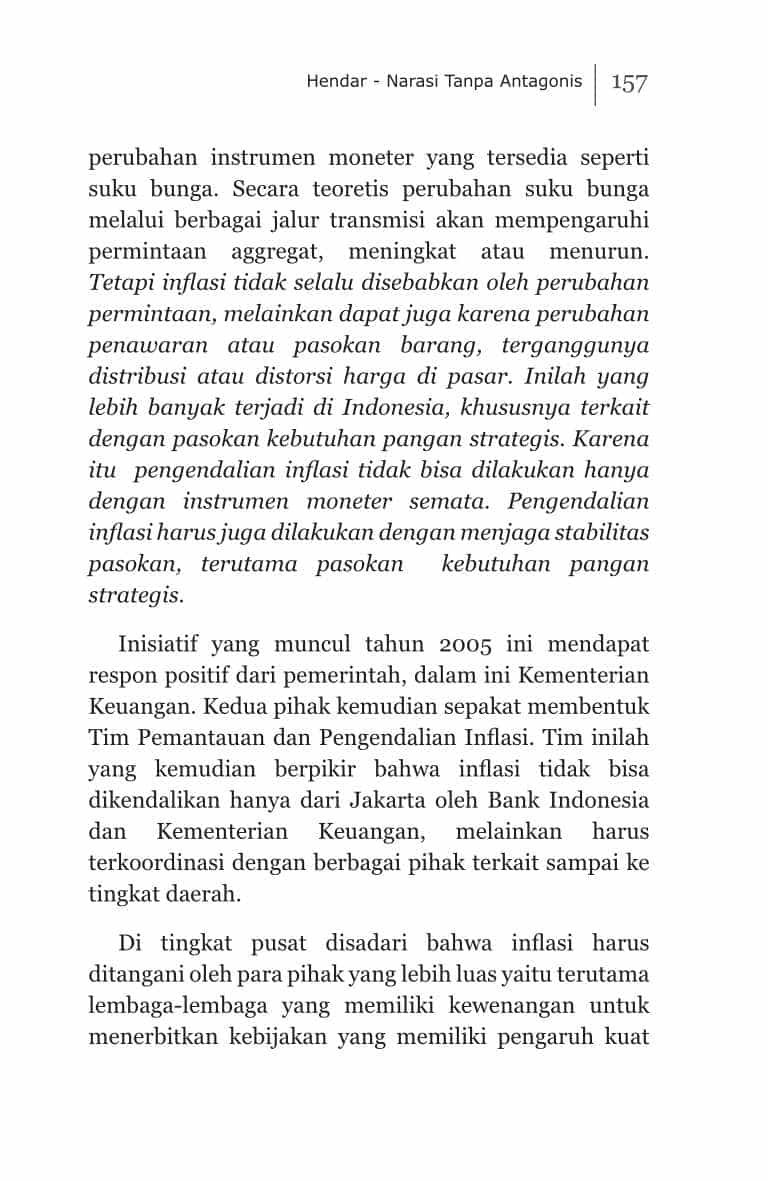 Hendar - Narasi Tanpa Antagonis 157
perubahan instrumen moneter yang tersedia seperti
suku bunga. Secara teoretis perubahan suku bunga
melalui berbagai jalur transmisi akan mempengaruhi
permintaan aggregat, meningkat atau menurun.
Tetapi inflasi tidak selalu disebabkan oleh perubahan
permintaan, melainkan dapat juga karena perubahan
penawaran atau pasokan barang, terganggunya
distribusi atau distorsi harga di pasar. Inilah yang
lebih banyak terjadi di Indonesia, khususnya terkait
dengan pasokan kebutuhan pangan strategis. Karena
itu pengendalian inflasi tidak bisa dilakukan hanya
dengan instrumen moneter semata. Pengendalian
inflasi harus juga dilakukan dengan menjaga stabilitas
pasokan, terutama pasokan kebutuhan pangan
strategis.
Inisiatif yang muncul tahun 2005 ini mendapat
respon positif dari pemerintah, dalam ini Kementerian
Keuangan. Kedua pihak kemudian sepakat membentuk
Tim Pemantauan dan Pengendalian Inflasi. Tim inilah
yang kemudian berpikir bahwa inflasi tidak bisa
dikendalikan hanya dari Jakarta oleh Bank Indonesia
dan Kementerian Keuangan, melainkan harus
terkoordinasi dengan berbagai pihak terkait sampai ke
tingkat daerah.
Di tingkat pusat disadari bahwa inflasi harus
ditangani oleh para pihak yang lebih luas yaitu terutama
lembaga-lembaga yang memiliki kewenangan untuk
menerbitkan kebijakan yang memiliki pengaruh kuat